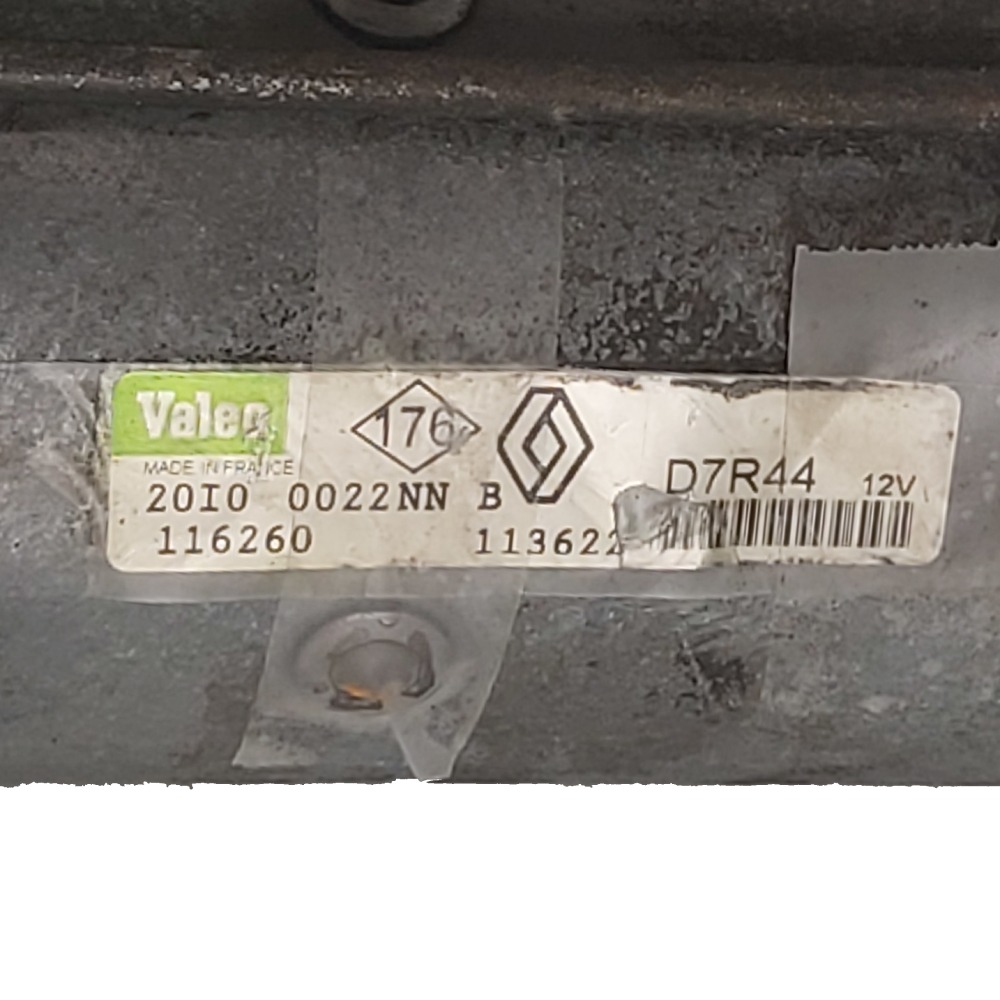 Valeo
176
MADE IN FRANCE
D7R44 12V
20I0 0022NN B
116260 113622